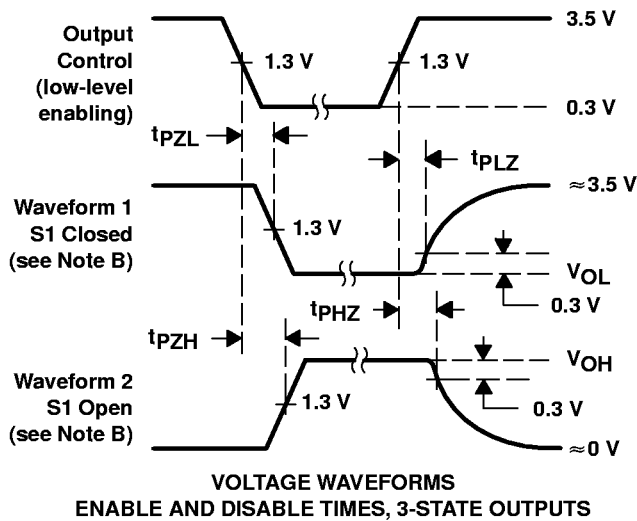 Output
Control
(low-level
enabling)
3.5 V
1.3 V
1.3 V
0.3 V
tPZL
tPLZ
Waveform 1
S1 Closed
(see Note B)
≈3.5 V
1.3 V
VOL
0.3 V
tPHZ
tPZH
Waveform 2
S1 Open
(see Note B)
VOH
1.3 V
0.3 V
≈0 V
VOLTAGE WAVEFORMS
ENABLE AND DISABLE TIMES, 3-STATE OUTPUTS